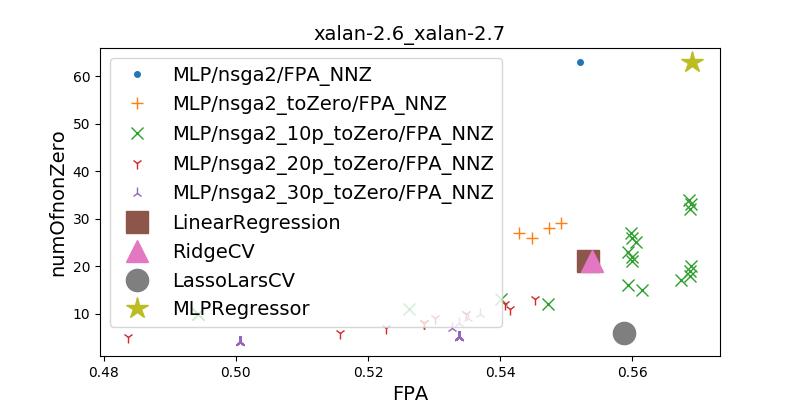 xalan-2.6_xalan-2.7
numOfnonZero
60
50
40
30
20
10
MLP/nsga2/FPA_NNZ
MLP/nsga2_toZero/FPA_NNZ
MLP/nsga2_10p_toZero/FPA_NNZ
MLP/nsga2_20p_toZero/FPA_NNZ
MLP/nsga2_30p_toZero/FPA_NNZ
LinearRegression
RidgeCV
LassoLarsCV
MLPRegressor
0.48 0.50 0.52 0.54 0.56
FPA